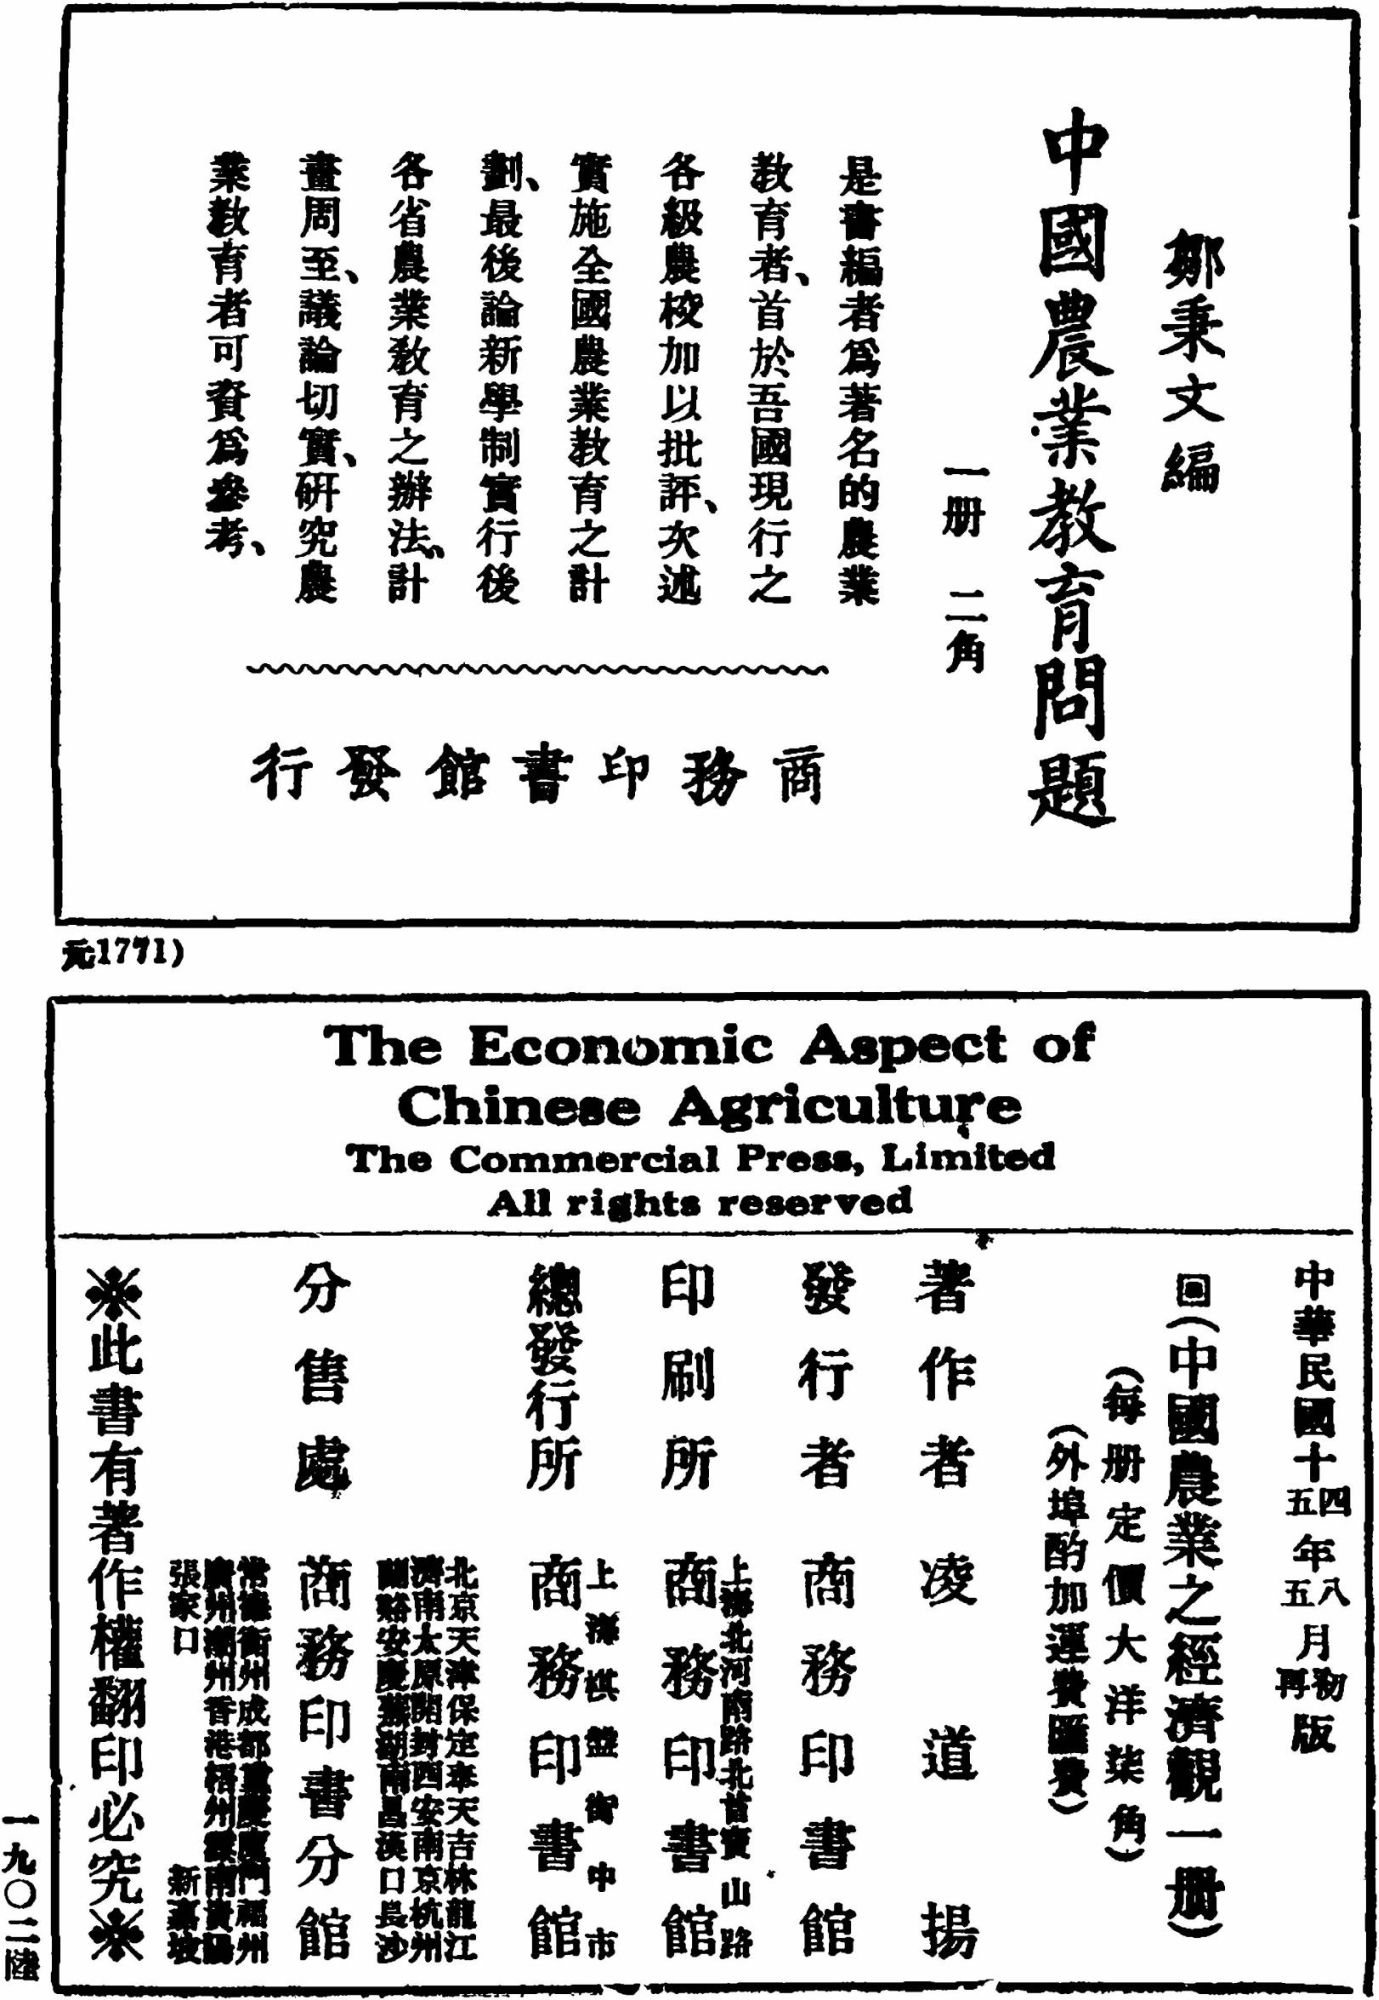 鄒秉文編
中國農業教育問題
一册 二角
是書編者爲著名的農業
教育者、首於吾國現行之
各級農校加以批評、次述
實施全國農業教育之計
劃、最後論新學制實行後
各省農業教育之辦法、計
畫周至、議論切實、研究農
業教育者可資爲參考、
商務印書館發行
元1771)
The Economic Aspect of
Chinese Agriculture
The Commercial Press, Limited
All rights reserved
中華民國十四年八月初版
五年五月再版
(中國農業之經濟觀一册)
(每册定價大洋柒角)
(外埠酌加運費匯費)
著作者 凌道揚
發行者 商務印書館
上海北河南路北首寶山路
印刷所 商務印書館
上海棋盤街中市
總發行所 商務印書館
北京天津保定奉天吉林龍江
濟南太原開封西安南京杭州
蘭谿安慶蕪湖南昌漢口長沙
分售處 商務印書分館
常德衡州成都重慶廈門福州
廣州潮州香港梧州雲南貴陽
張家口 新嘉坡
※此書有著作權翻印必究※
一九〇二陸